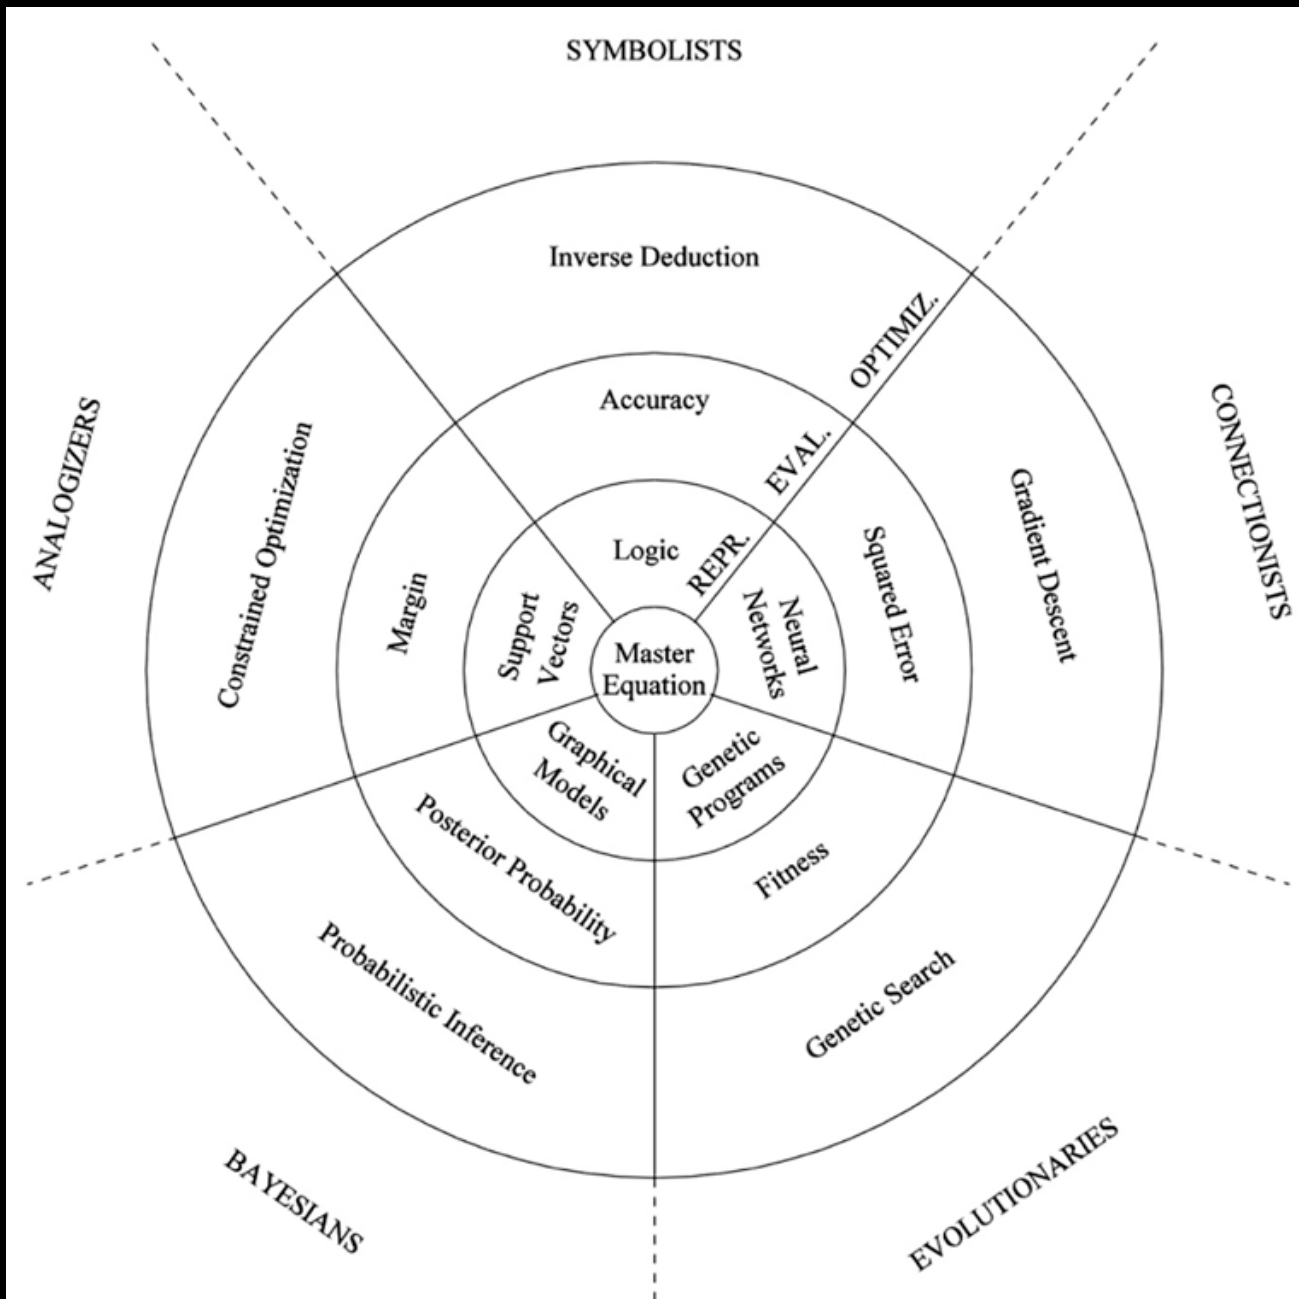 SYMBOLISTS
Inverse Deduction
OPTIMIZ.
Accuracy
EVAL.
Logic
REPR.
CONNECTIONISTS
Gradient Descent
Squared Error
Neural
Networks
ANALOGIZERS
Constrained Optimization
Margin
Support
Vectors
Master
Equation
Graphical
Models
Posterior Probability
Probabilistic Inference
BAYESIANS
Genetic
Programs
Fitness
Genetic Search
EVOLUTIONARIES